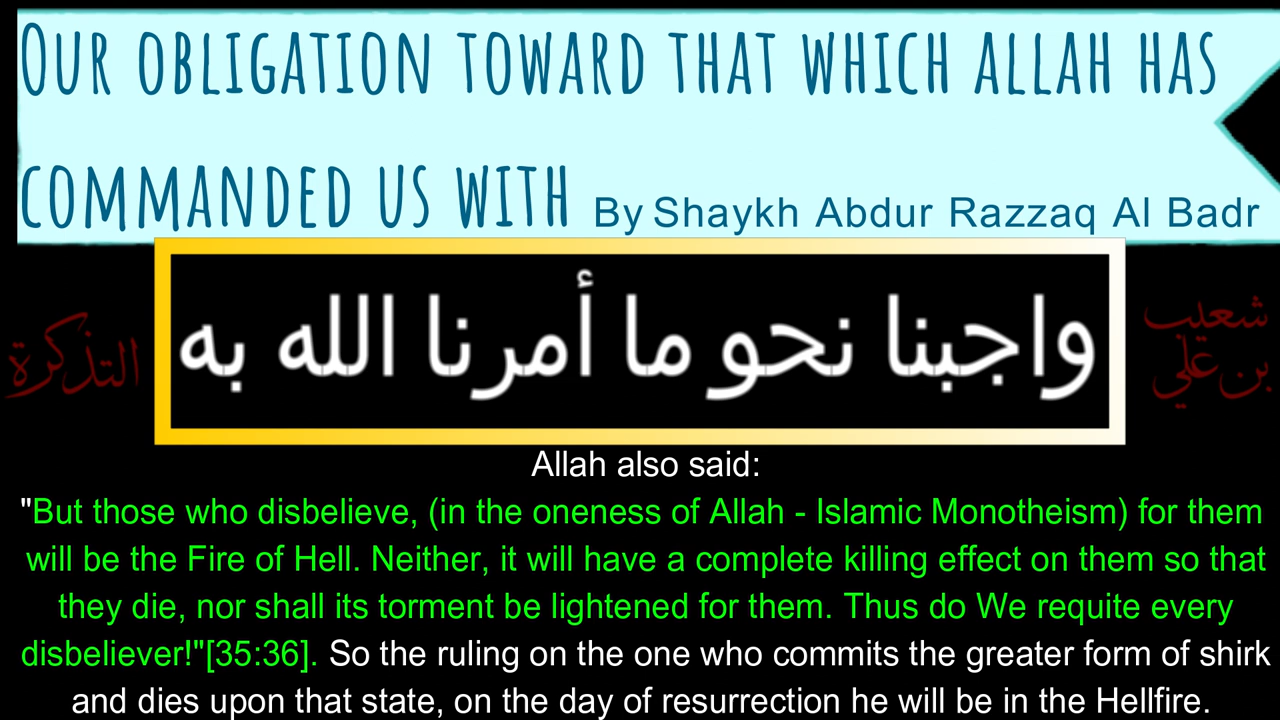 Our obligation toward that which Allah has
commanded us with By Shaykh Abdur Razzaq Al Badr
واجبنا نحو ما أمرنا الله به
شعيب
بن علي
التذكرة
Allah also said:
"But those who disbelieve, (in the oneness of Allah - Islamic Monotheism) for them
will be the Fire of Hell. Neither, it will have a complete killing effect on them so that
they die, nor shall its torment be lightened for them. Thus do We requite every
disbeliever!"[35:36]. So the ruling on the one who commits the greater form of shirk
and dies upon that state, on the day of resurrection he will be in the Hellfire.